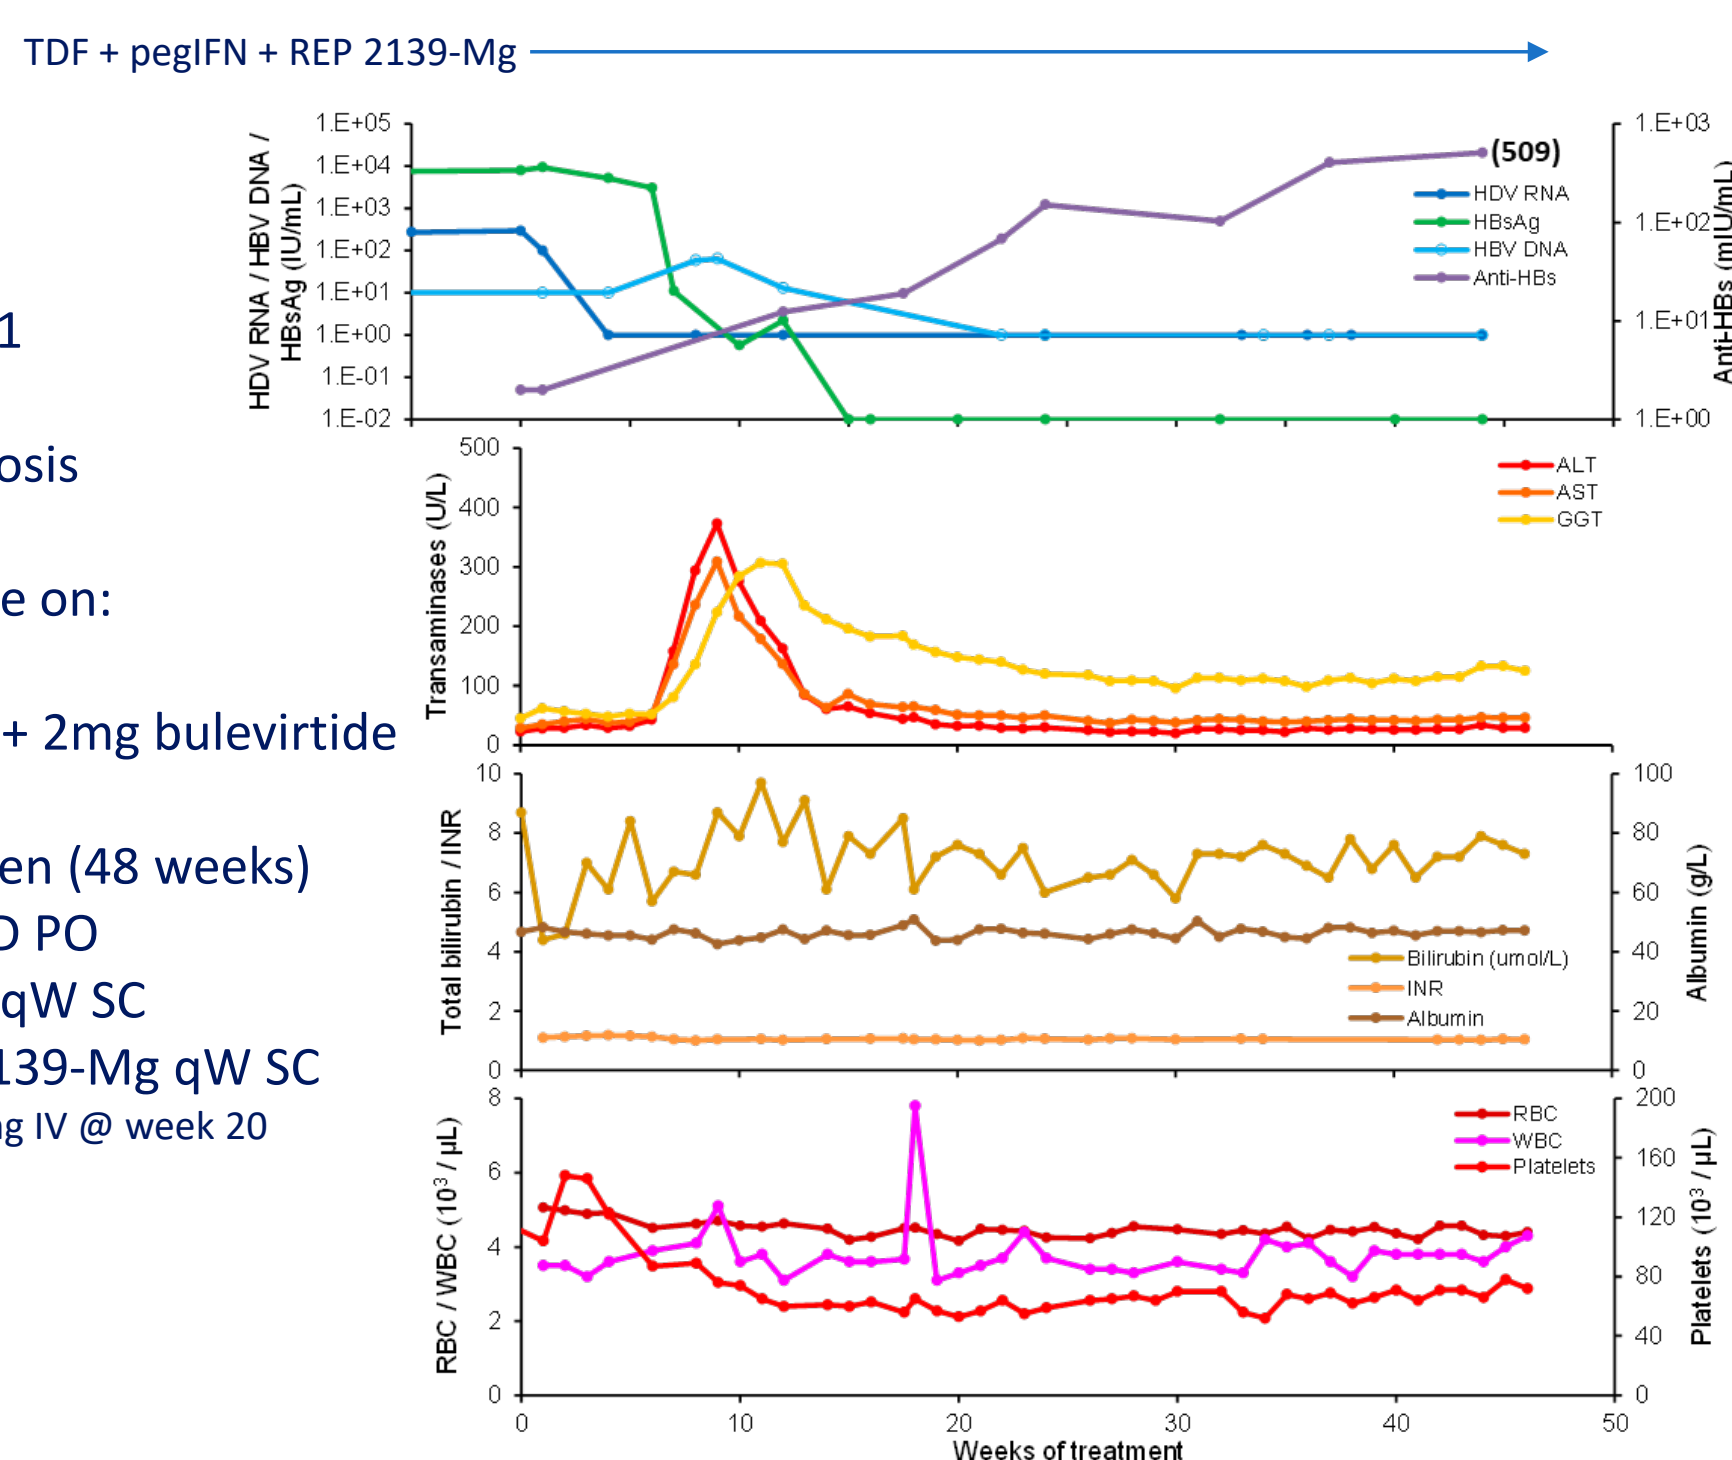 TDF + pegIFN + REP 2139-Mg
1
osis
e on:
+ 2mg bulevirtide
en (48 weeks)
D PO
qW SC
139-Mg qW SC
g IV @ week 20
HDV RNA / HBV DNA /
HBsAg (IU/mL)
1.E+05
1.E+04
1.E+03
1.E+02
1.E+01
1.E+00
1.E-01
1.E-02
(509)
HDV RNA
HBsAg
HBV DNA
Anti-HBs
1.E+03
1.E+02
1.E+01
1.E+00
Anti-HBs (mIU/mL)
Transaminases (U/L)
500
400
300
200
100
0
ALT
AST
GGT
Total bilirubin / INR
10
8
6
4
2
0
Bilirubin (umol/L)
INR
Albumin
100
80
60
40
20
0
Albumin (g/L)
RBC / WBC (10³ / µL)
8
6
4
2
0
RBC
WBC
Platelets
200
160
120
80
40
0
Platelets (10³ / µL)
0 10 20 30 40 50
Weeks of treatment